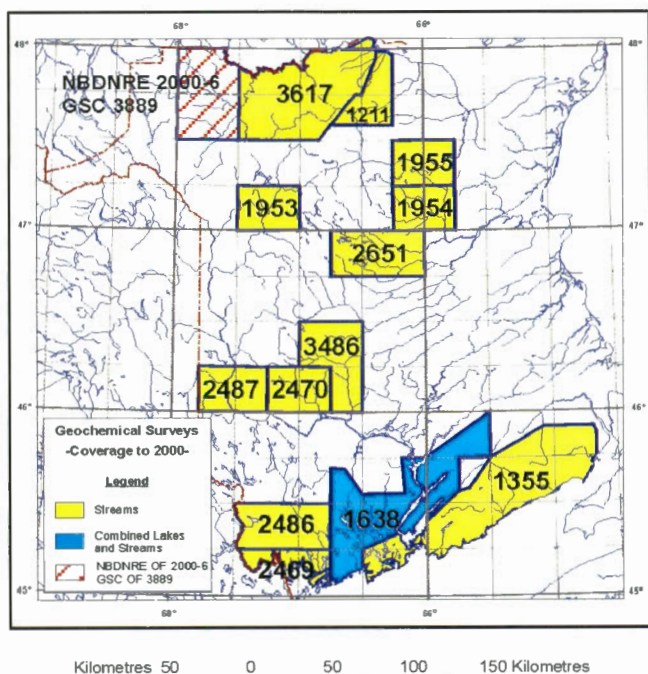 68° 66°
48° 48°
NBDNRE 2000-6
GSC 3889
3617
1211
1955
1953
1954
47° 47°
2651
3486
2487 2470
46° 46°
Geochemical Surveys
-Coverage to 2000-
Legend
Streams
Combined Lakes
and Streams
NBDNRE OF 2000-6
GSC OF 3889
1355
2486
1638
2469
45° 45°
68° 66°
Kilometres 50 0 50 100 150 Kilometres